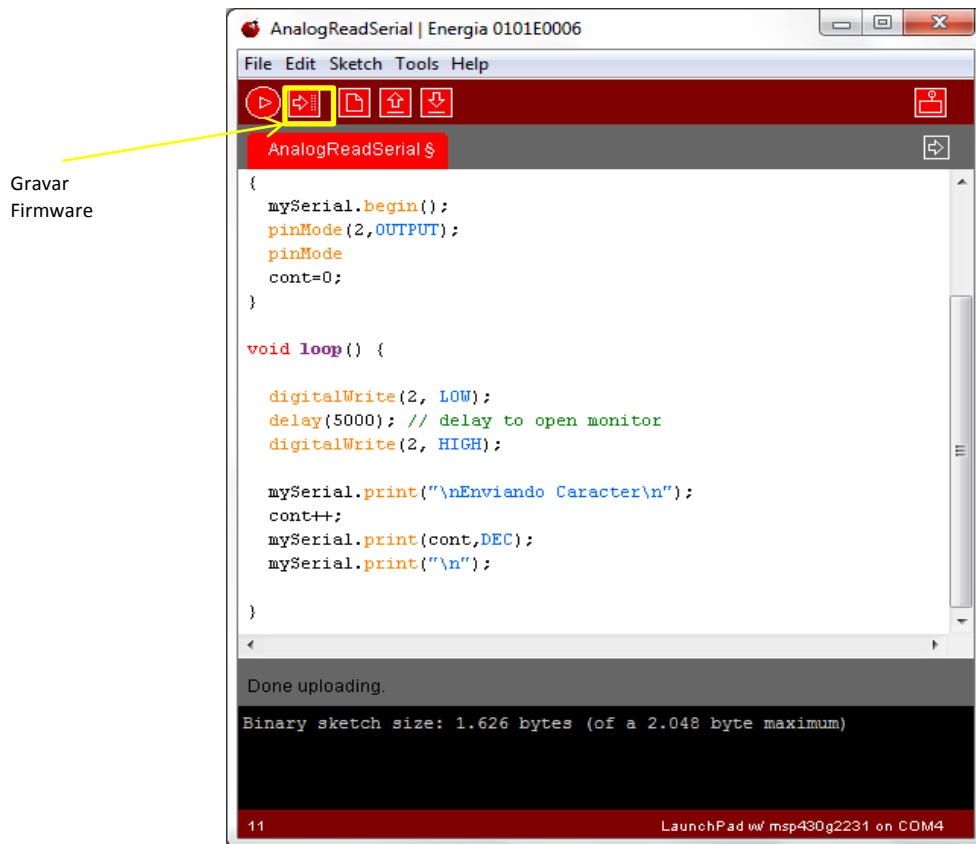 AnalogReadSerial | Energia 0101E0006
File Edit Sketch Tools Help
AnalogReadSerial §
Gravar
Firmware
{
mySerial.begin();
pinMode(2,OUTPUT);
pinMode
cont=0;
}
void loop() {
digitalWrite(2, LOW);
delay(5000); // delay to open monitor
digitalWrite(2, HIGH);
mySerial.print("\nEnviando Caracter\n");
cont++;
mySerial.print(cont,DEC);
mySerial.print("\n");
}
Done uploading.
Binary sketch size: 1.626 bytes (of a 2.048 byte maximum)
11 LaunchPad w/ msp430g2231 on COM4